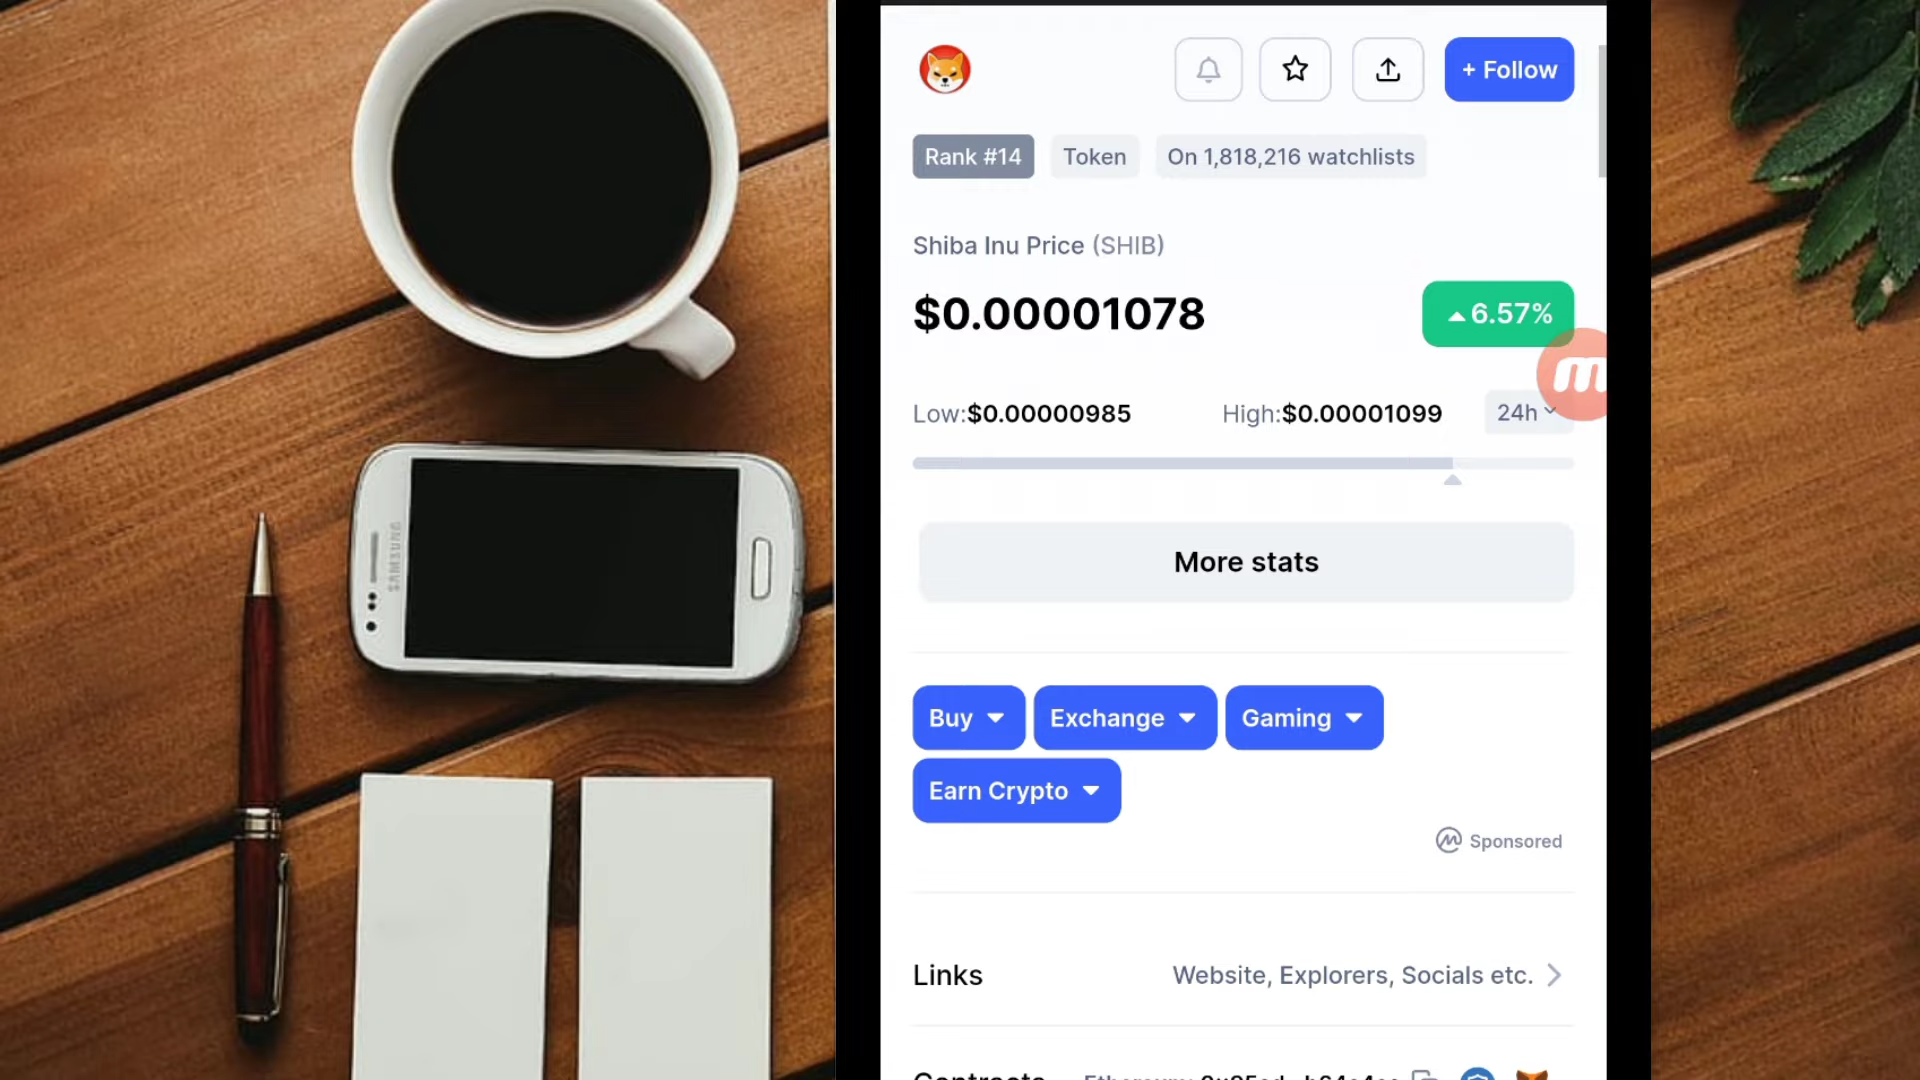 + Follow
Rank #14 Token On 1,818,216 watchlists
Shiba Inu Price (SHIB)
$0.00001078 6.57%
Low:$0.00000985 High:$0.00001099 24h
More stats
Buy Exchange Gaming
Earn Crypto
Sponsored
Links Website, Explorers, Socials etc.
SAMSUNG